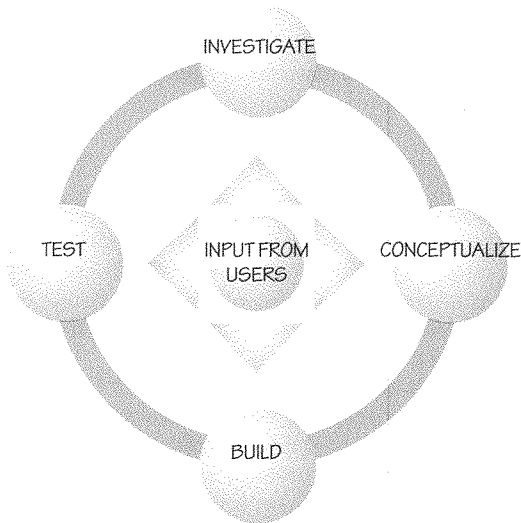 INVESTIGATE
TEST
INPUT FROM
USERS
CONCEPTUALIZE
BUILD